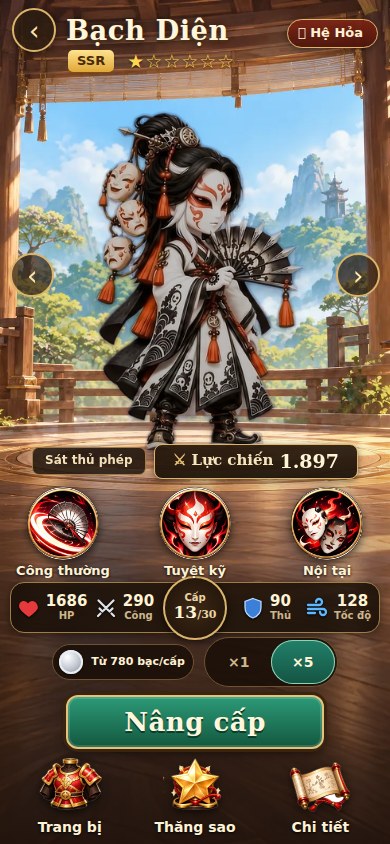 Bạch Diện
Hệ Hỏa
SSR ★☆☆☆☆☆
Sát thủ phép
Lực chiến 1.897
Công thường
Tuyệt kỹ
Nội tại
1686
HP
290
Công
Cấp
13/30
90
Thủ
128
Tốc độ
Từ 780 bạc/cấp
×1
×5
Nâng cấp
Trang bị
Thăng sao
Chi tiết